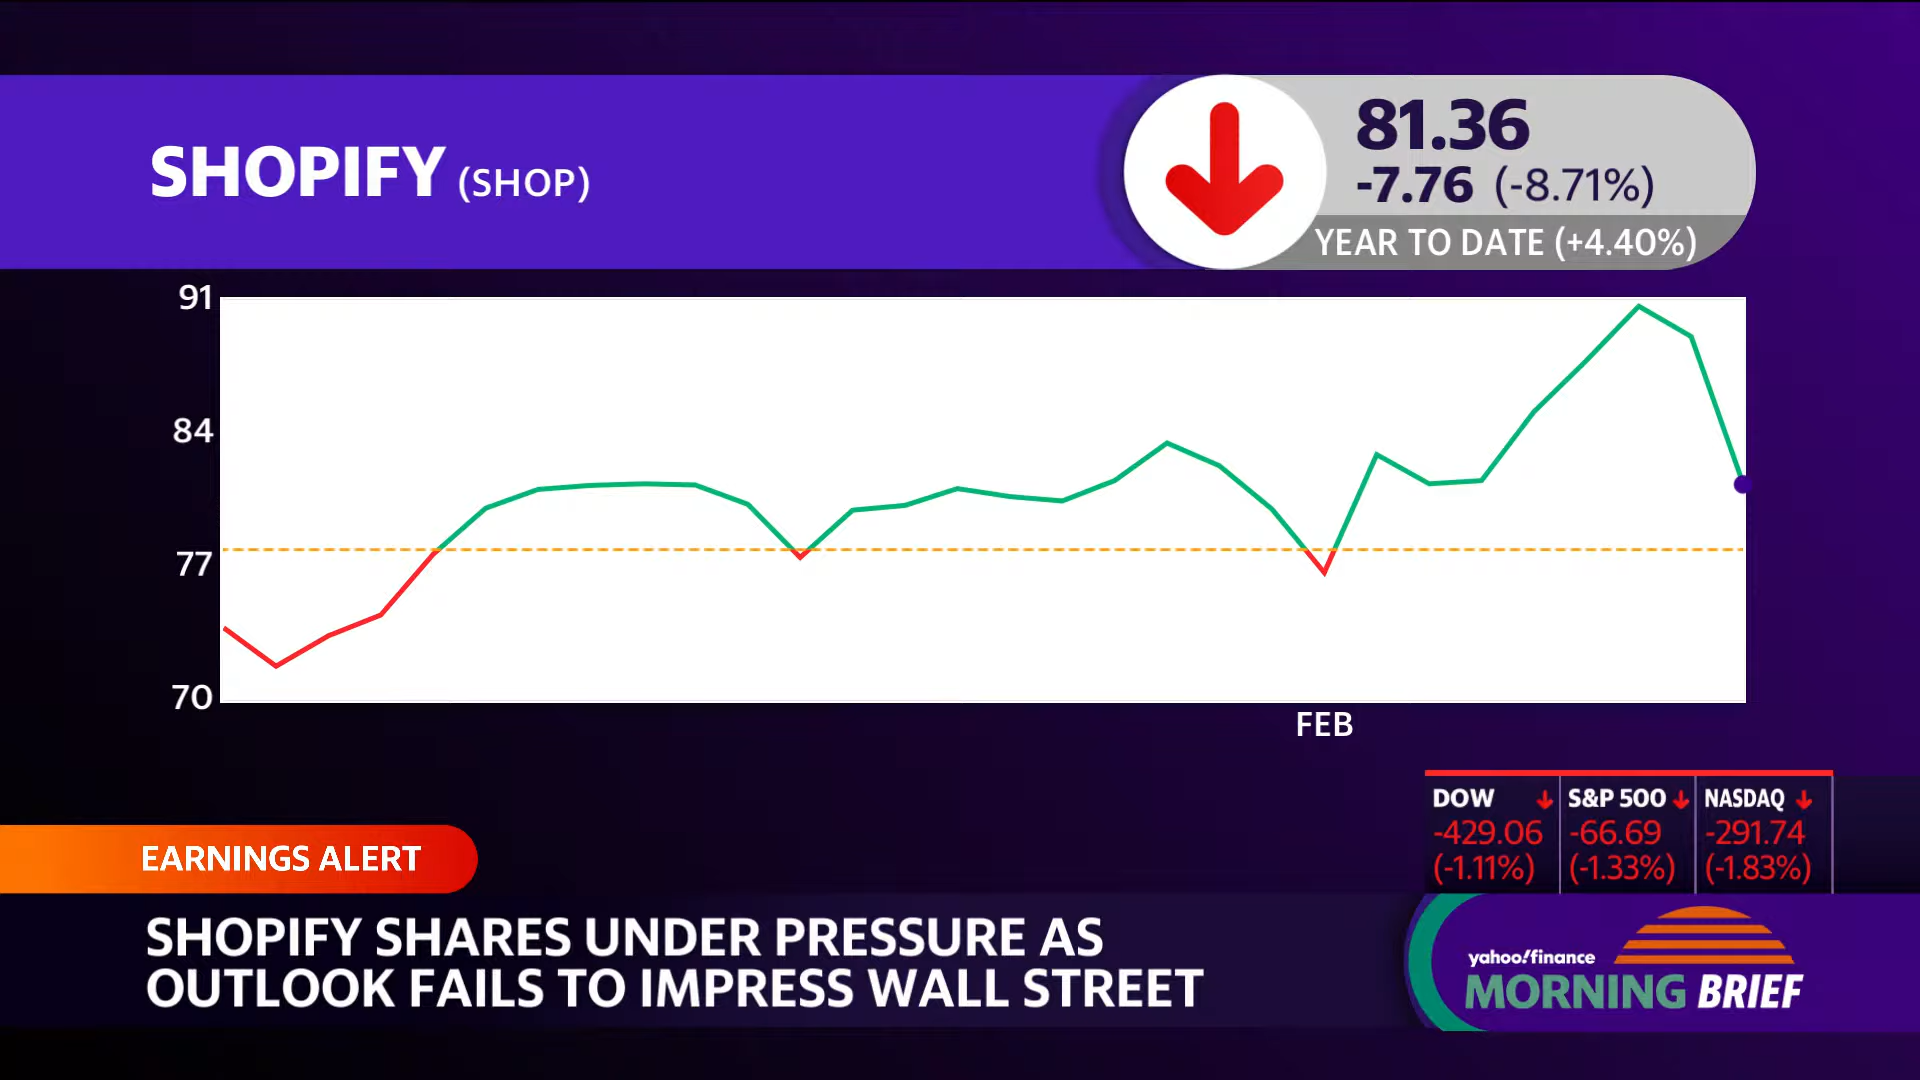 SHOPIFY (SHOP)
81.36
-7.76 (-8.71%)
YEAR TO DATE (+4.40%)
91
84
77
70
FEB
DOW
-429.06
(-1.11%)
S&P 500
-66.69
(-1.33%)
NASDAQ
-291.74
(-1.83%)
EARNINGS ALERT
SHOPIFY SHARES UNDER PRESSURE AS
OUTLOOK FAILS TO IMPRESS WALL STREET
yahoo!finance
MORNING BRIEF